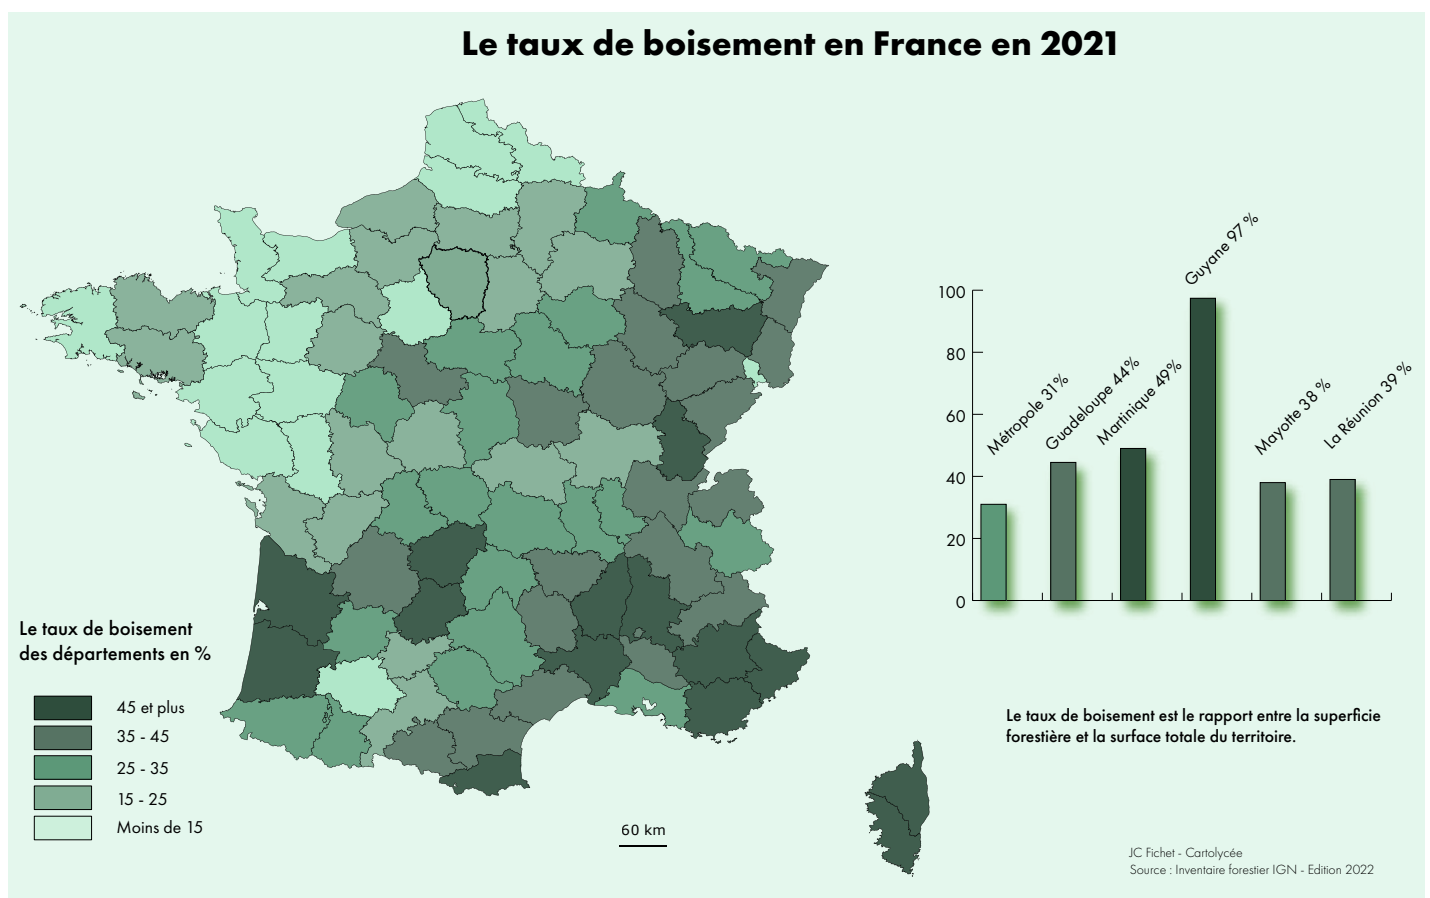 Le taux de boisement en France en 2021
Le taux de boisement
des départements en %
45 et plus
35 - 45
25 - 35
15 - 25
Moins de 15
60 km
100
80
60
40
20
0
Métropole 31%
Guadeloupe 44%
Martinique 49%
Guyane 97 %
Mayotte 38 %
La Réunion 39 %
Le taux de boisement est le rapport entre la superficie
forestière et la surface totale du territoire.
JC Fichet - Cartolycée
Source : Inventaire forestier IGN - Edition 2022